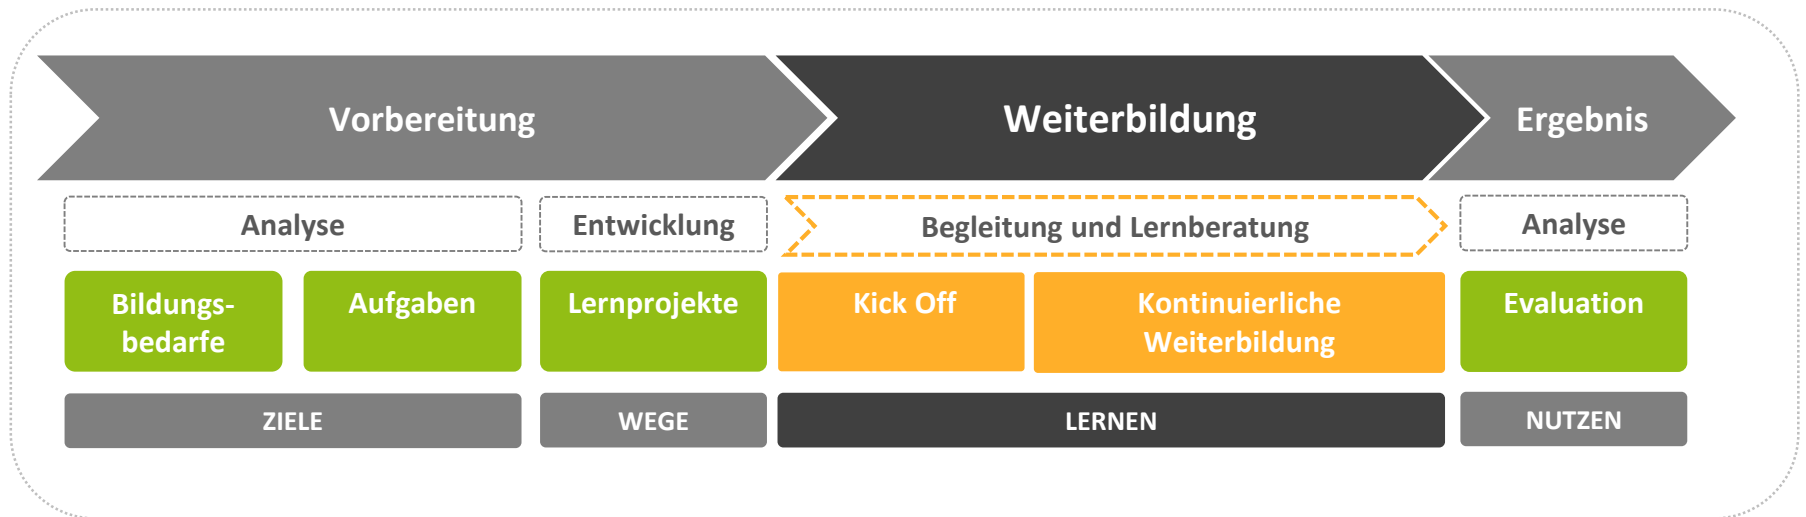 Vorbereitung
Weiterbildung
Ergebnis
Analyse
Entwicklung
Begleitung und Lernberatung
Analyse
Bildungs-
bedarfe
Aufgaben
Lernprojekte
Kick Off
Kontinuierliche
Weiterbildung
Evaluation
ZIELE
WEGE
LERNEN
NUTZEN